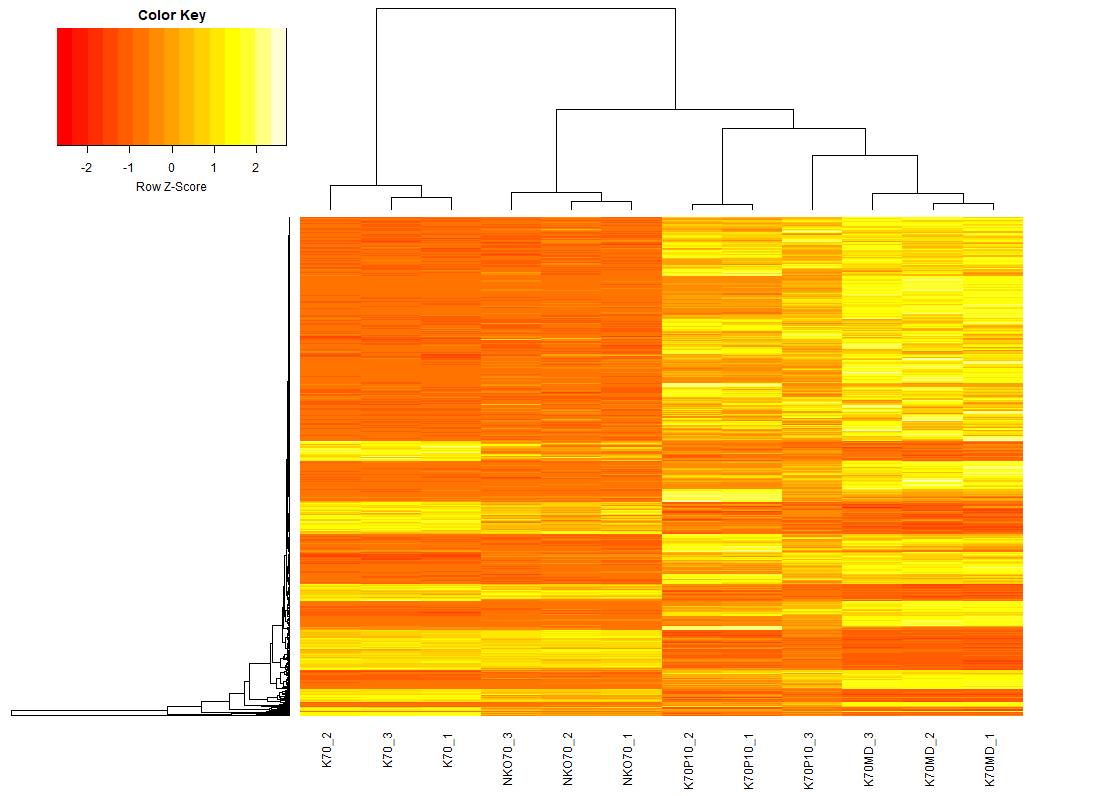 Color Key
-2 -1 0 1 2
Row Z-Score
K70_2
K70_3
K70_1
NKO70_3
NKO70_2
NKO70_1
K70P10_2
K70P10_1
K70P10_3
K70MD_3
K70MD_2
K70MD_1